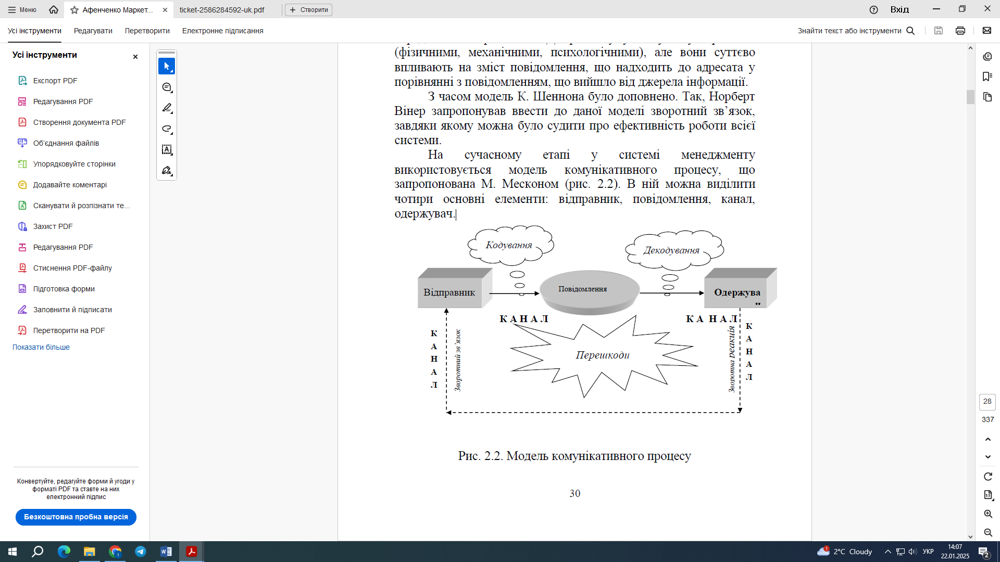 Меню
Афенченко Маркет...
ticket-2586284592-uk.pdf
Створити
Вхід
Усі інструменти
Редагувати
Перетворити
Електронне підписання
Знайти текст або інструменти
Усі інструменти
Експорт PDF
Редагування PDF
Створення документа PDF
Об’єднання файлів
Упорядковуйте сторінки
Додавайте коментарі
Сканувати й розпізнати те...
Захист PDF
Редагування PDF
Стиснення PDF-файлу
Підготовка форми
Заповнити й підписати
Перетворити на PDF
Показати більше
Конвертуйте, редагуйте форми й угоди у
форматі PDF та ставте на них
електронний підпис
Безкоштовна пробна версія
(фізичними, механічними, психологічними), але вони суттєво
впливають на зміст повідомлення, що надходить до адресата у
порівнянні з повідомленням, що вийшло від джерела інформації.
З часом модель К. Шеннона було доповнено. Так, Норберт
Вінер запропонував ввести до даної моделі зворотний зв’язок,
завдяки якому можна було судити про ефективність роботи всієї
системи.
На сучасному етапі у системі менеджменту
використовується модель комунікативного процесу, що
запропонована М. Месконом (рис. 2.2). В ній можна виділити
чотири основні елементи: відправник, повідомлення, канал,
одержувач.
Кодування
Декодування
Відправник
Повідомлення
Одержува
ч
К А Н А Л
К А Н А Л
К
А
Н
А
Л
Зворотний зв’язок
Перешкоди
Зворотна реакція
К
А
Н
А
Л
Рис. 2.2. Модель комунікативного процесу
30
28
337
1:1
1
2°C Cloudy
УКР
14:07
22.01.2025
2